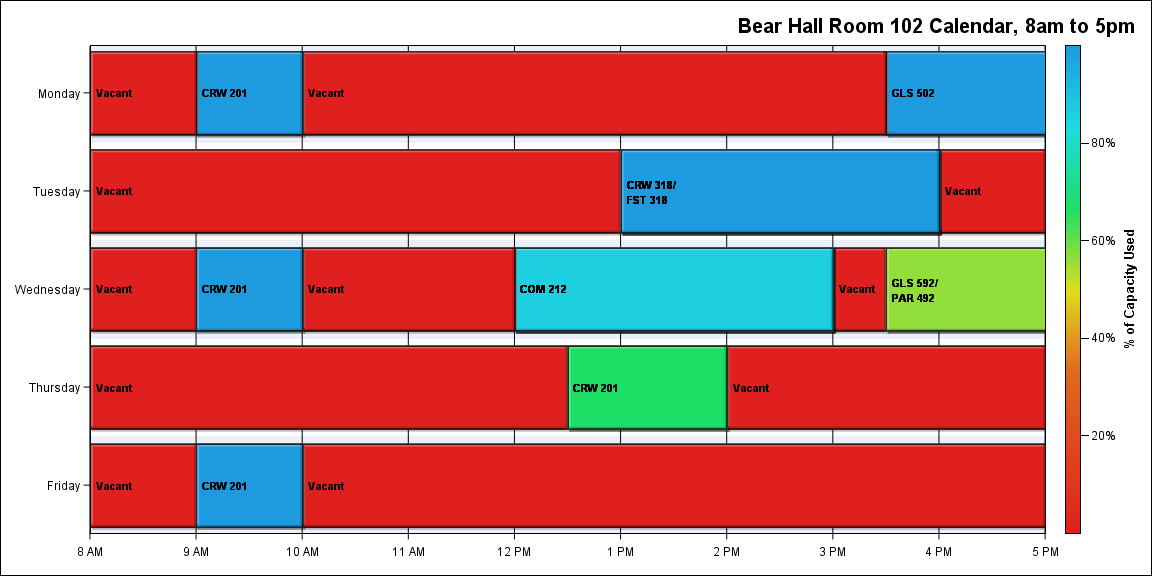 Bear Hall Room 102 Calendar, 8am to 5pm
Monday
Vacant
CRW 201
Vacant
GLS 502
Tuesday
Vacant
CRW 318/
FST 318
Vacant
Wednesday
Vacant
CRW 201
Vacant
COM 212
Vacant
GLS 592/
PAR 492
Thursday
Vacant
CRW 201
Vacant
Friday
Vacant
CRW 201
Vacant
8 AM
9 AM
10 AM
11 AM
12 PM
1 PM
2 PM
3 PM
4 PM
5 PM
80%
60%
40%
20%
% of Capacity Used